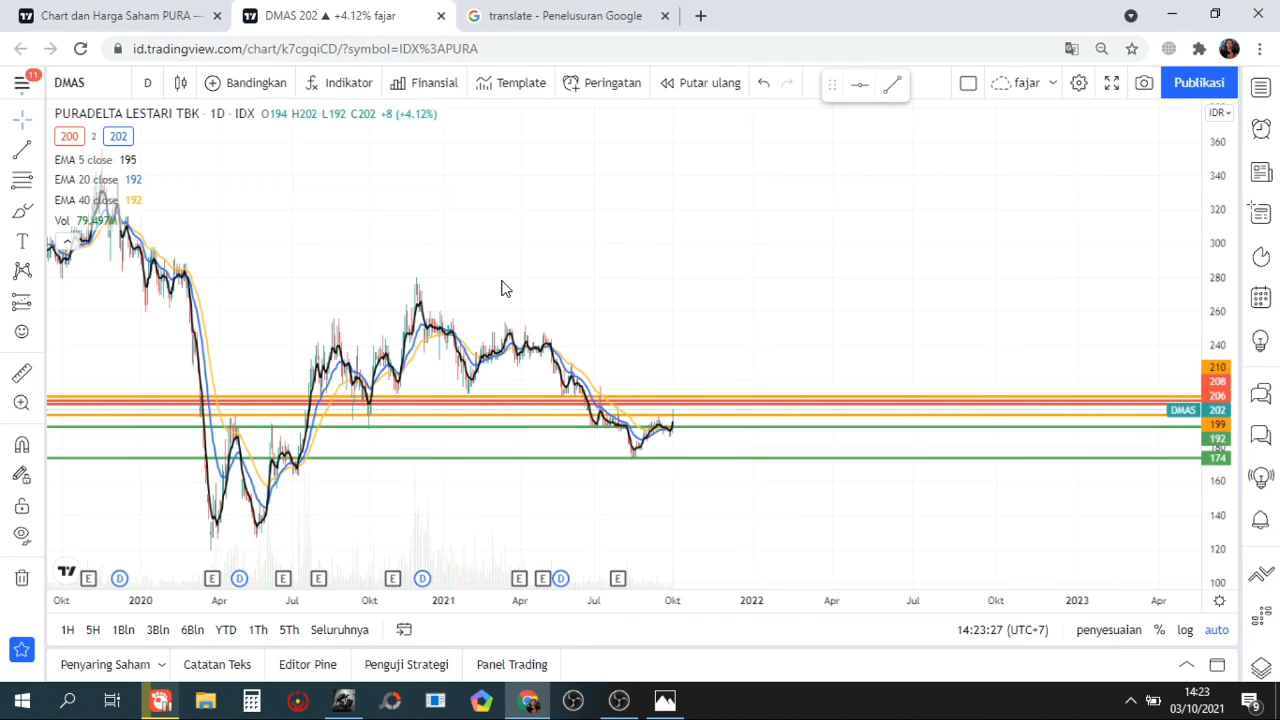 Chart dan Harga Saham PURA —
DMAS 202 ▲ +4.12% fajar
translate - Penelusuran Google
id.tradingview.com/chart/k7cgqiCD/?symbol=IDX%3APURA
11
DMAS
D
Bandingkan
Indikator
Finansial
Template
Peringatan
Putar ulang
fajar
Publikasi
PURADELTA LESTARI TBK · 1D · IDX O194 H202 L192 C202 +8 (+4.12%)
IDR
200 2 202
EMA 5 close 195
EMA 20 close 192
EMA 40 close 192
Vol 79.497M
360
340
320
300
280
260
240
210
208
206
DMAS 202
199
192
180
174
160
140
120
100
E D E D E E E D E E D E
Okt 2020 Apr Jul Okt 2021 Apr Jul Okt 2022 Apr Jul Okt 2023 Apr
1H 5H 1Bln 3Bln 6Bln YTD 1Th 5Th Seluruhnya
14:23:27 (UTC+7) penyesuaian % log auto
Penyaring Saham
Catatan Teks
Editor Pine
Penguji Strategi
Panel Trading
14:23
03/10/2021
9